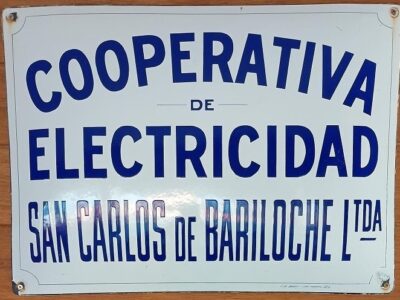 COOPERATIVA
DE
ELECTRICIDAD
SAN CARLOS DE BARILOCHE LTDA